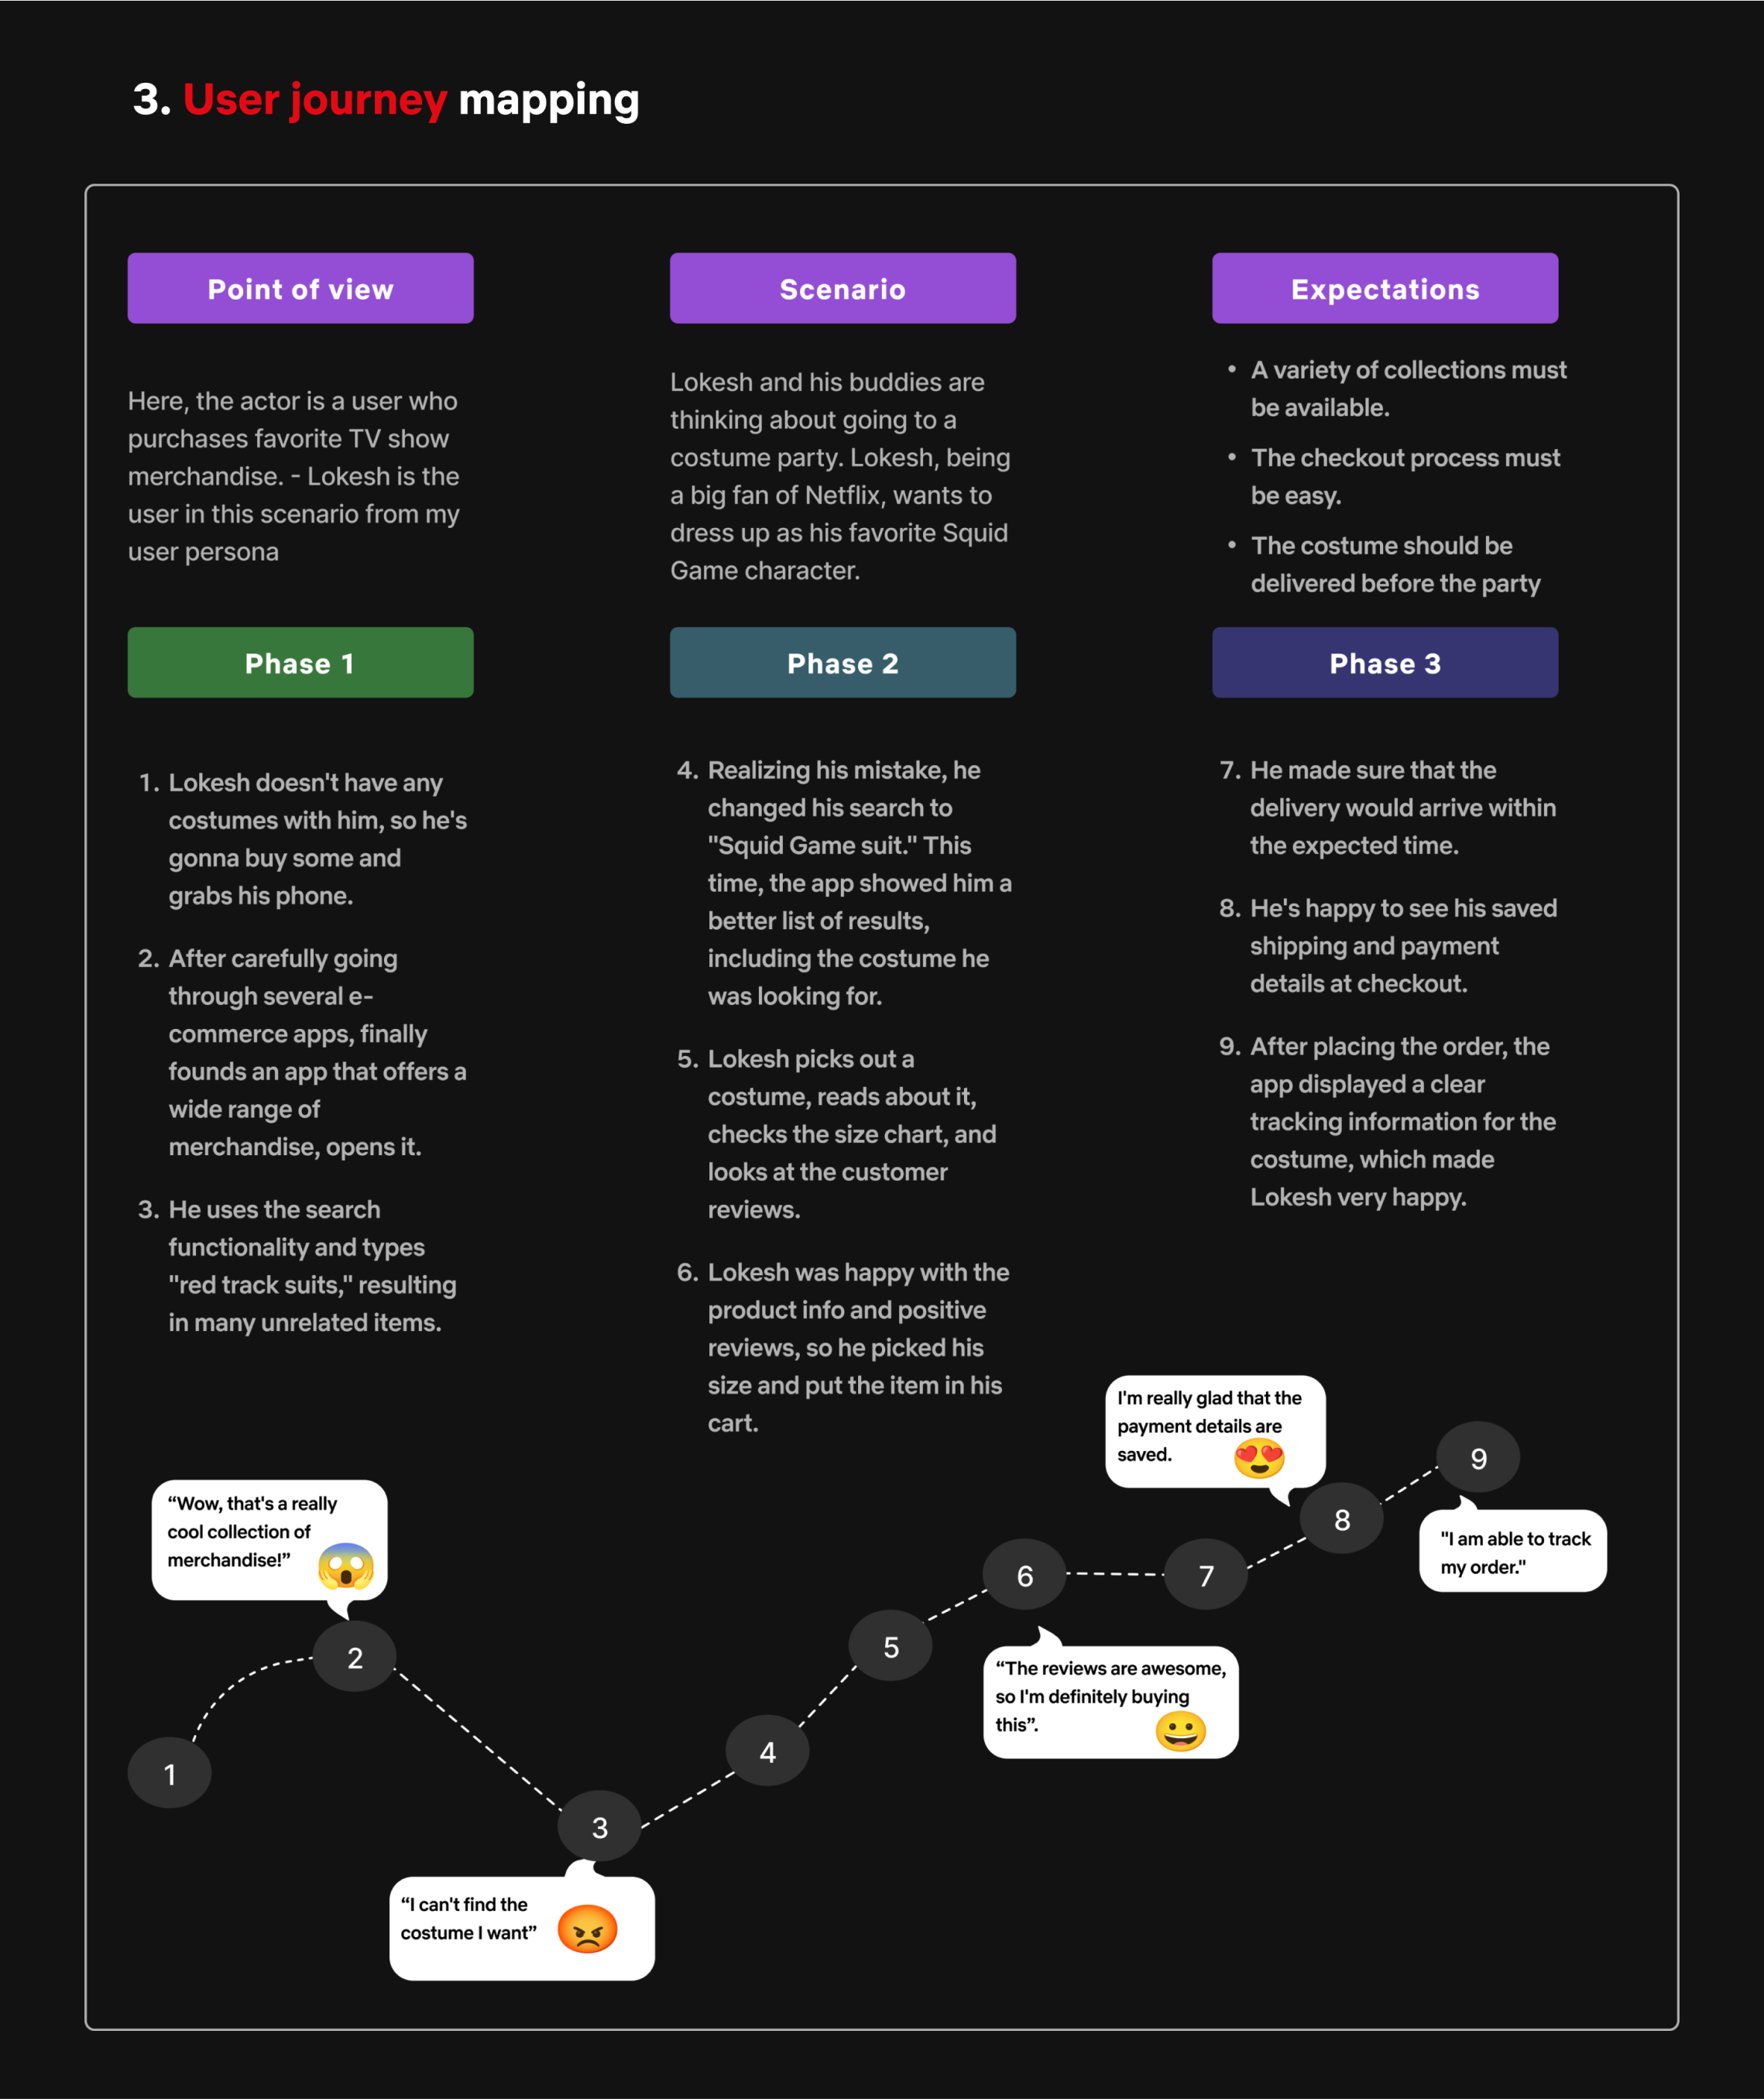 3. User journey mapping
Point of view
Here, the actor is a user who
purchases favorite TV show
merchandise. - Lokesh is the
user in this scenario from my
user persona
Scenario
Lokesh and his buddies are
thinking about going to a
costume party. Lokesh, being
a big fan of Netflix, wants to
dress up as his favorite Squid
Game character.
Expectations
• A variety of collections must
be available.
• The checkout process must
be easy.
• The costume should be
delivered before the party
Phase 1
1. Lokesh doesn't have any
costumes with him, so he's
gonna buy some and
grabs his phone.
2. After carefully going
through several e-
commerce apps, finally
founds an app that offers a
wide range of
merchandise, opens it.
3. He uses the search
functionality and types
"red track suits," resulting
in many unrelated items.
Phase 2
4. Realizing his mistake, he
changed his search to
"Squid Game suit." This
time, the app showed him a
better list of results,
including the costume he
was looking for.
5. Lokesh picks out a
costume, reads about it,
checks the size chart, and
looks at the customer
reviews.
6. Lokesh was happy with the
product info and positive
reviews, so he picked his
size and put the item in his
cart.
Phase 3
7. He made sure that the
delivery would arrive within
the expected time.
8. He's happy to see his saved
shipping and payment
details at checkout.
9. After placing the order, the
app displayed a clear
tracking information for the
costume, which made
Lokesh very happy.
1
“Wow, that's a really
cool collection of
merchandise!”
2
3
“I can't find the
costume I want”
4
5
6
“The reviews are awesome,
so I'm definitely buying
this”.
7
I'm really glad that the
payment details are
saved.
8
9
"I am able to track
my order."